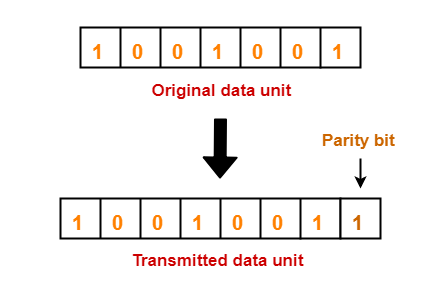 1 0 0 1 0 0 1
Original data unit
Parity bit
1 0 0 1 0 0 1 1
Transmitted data unit